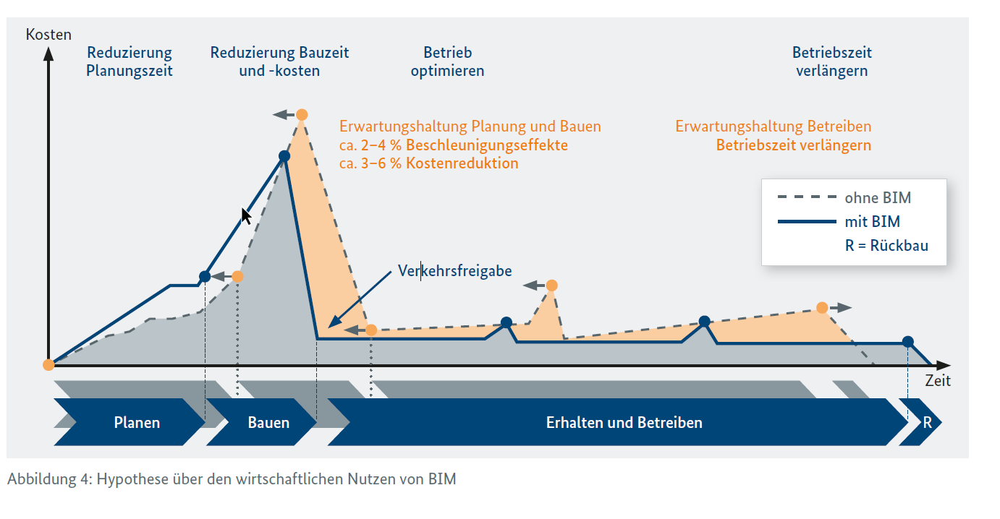 Kosten
Reduzierung
Planungszeit
Reduzierung Bauzeit
und -kosten
Betrieb
optimieren
Betriebszeit
verlängern
Erwartungshaltung Planung und Bauen
ca. 2–4 % Beschleunigungseffekte
ca. 3–6 % Kostenreduktion
Erwartungshaltung Betreiben
Betriebszeit verlängern
ohne BIM
mit BIM
R = Rückbau
Verkehrsfreigabe
Zeit
Planen
Bauen
Erhalten und Betreiben
R
Abbildung 4: Hypothese über den wirtschaftlichen Nutzen von BIM